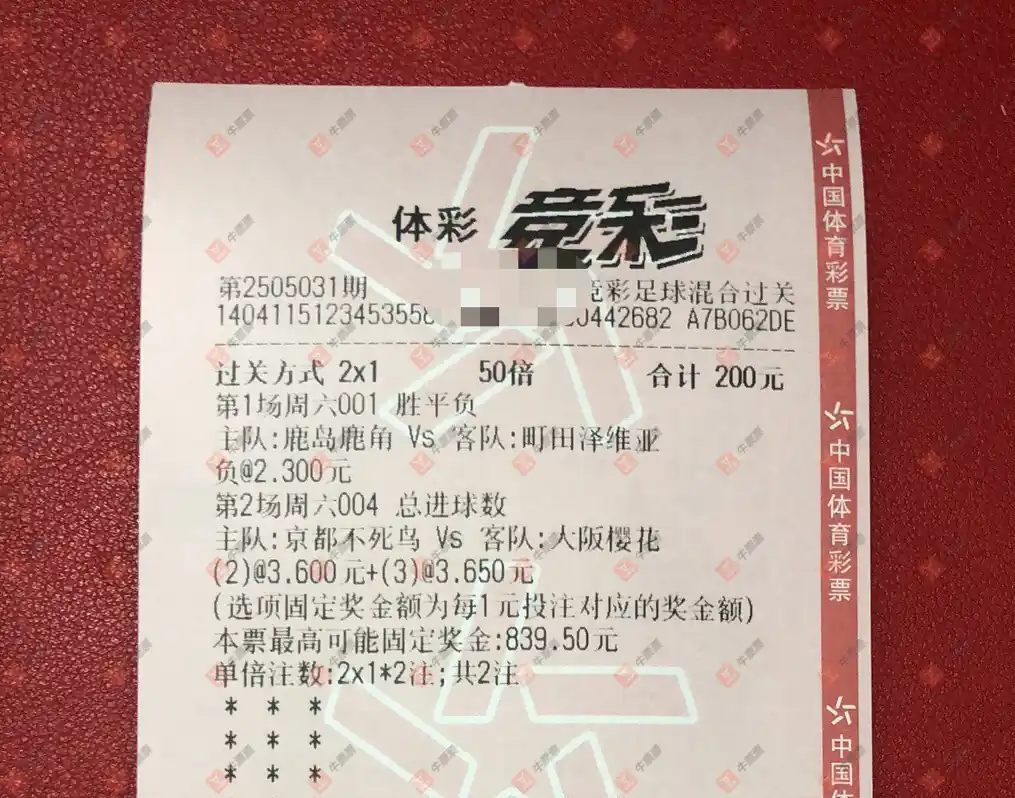 体彩 竞彩
第2505031期 竞彩足球混合过关
140411512345355 0442682 A7B062DE
过关方式 2x1 50倍 合计 200元
第1场周六001 胜平负
主队:鹿岛鹿角 Vs 客队:町田泽维亚
负@2.300元
第2场周六004 总进球数
主队:京都不死鸟 Vs 客队:大阪樱花
(2)@3.600元+(3)@3.650元
(选项固定奖金额为每1元投注对应的奖金额)
本票最高可能固定奖金:839.50元
单倍注数:2x1*2注;共2注
* * *
* * *
* * *
中国体育彩票
中国体育彩票
中国体